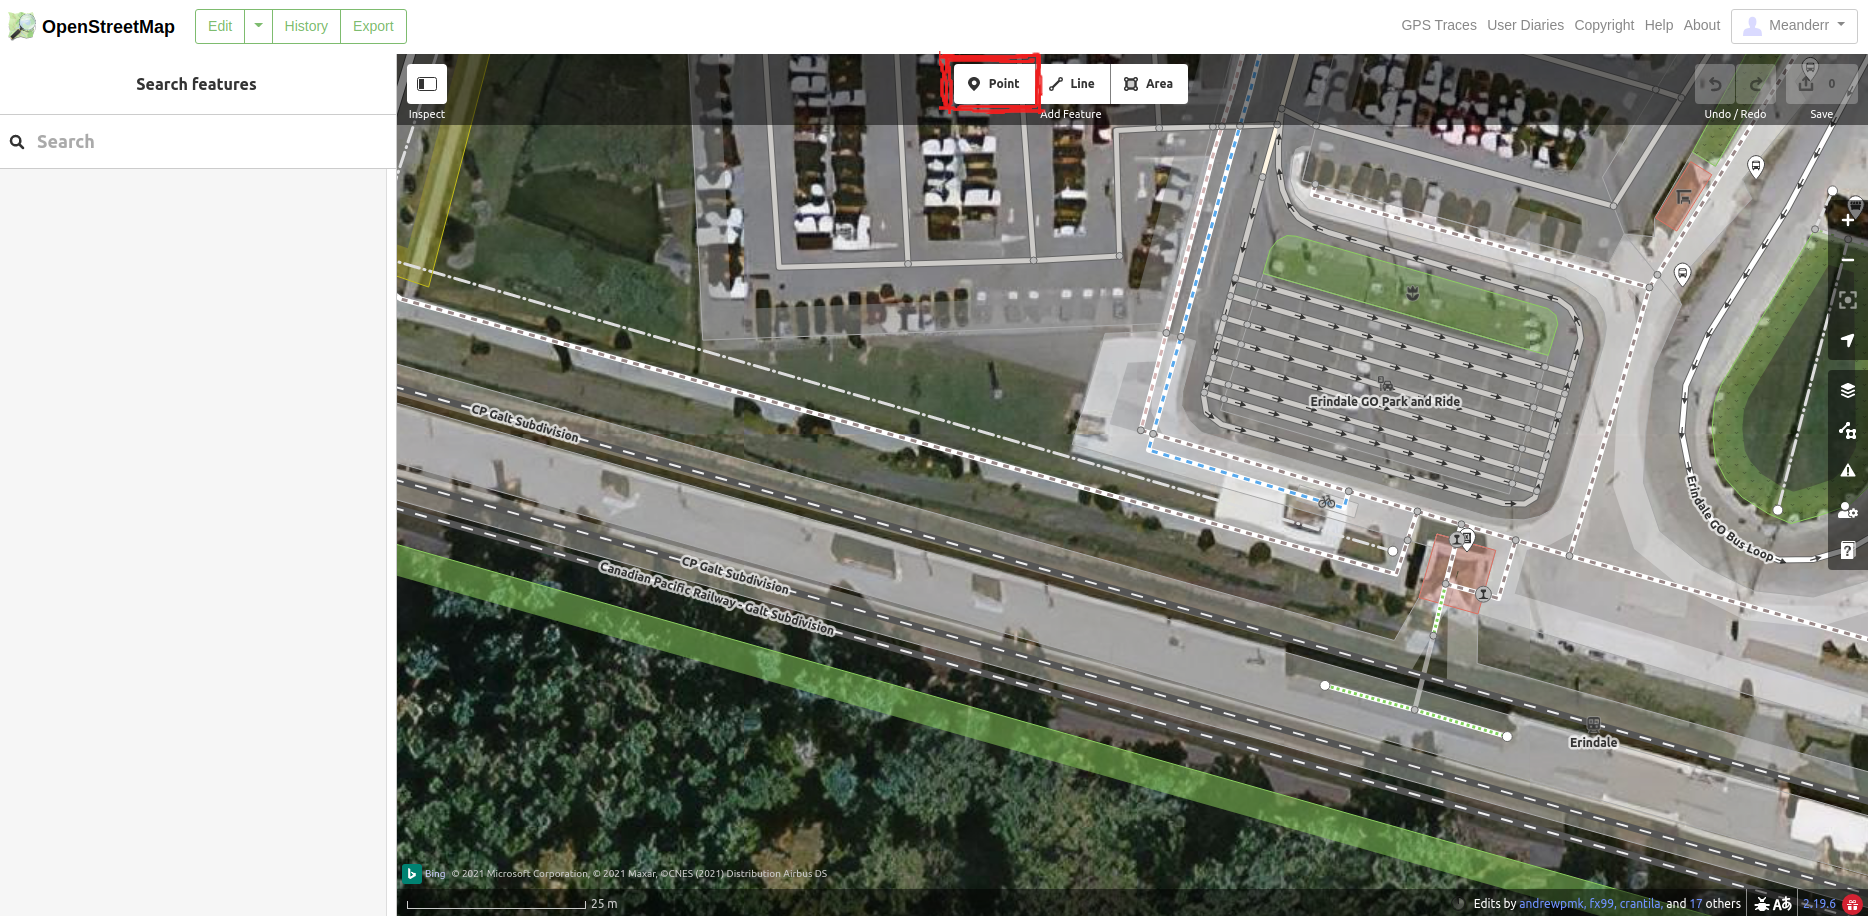 OpenStreetMap
Edit
History
Export
GPS Traces
User Diaries
Copyright
Help
About
Meanderr
Search features
Search
Inspect
Point
Line
Area
Add Feature
Undo / Redo
0
Save
Erindale GO Park and Ride
CP Galt Subdivision
Erindale GO Bus Loop
CP Galt Subdivision
Canadian Pacific Railway - Galt Subdivision
Erindale
Bing © 2021 Microsoft Corporation, © 2021 Maxar, ©CNES (2021) Distribution Airbus DS
25 m
Edits by andrewpmk, fx99, crantila, and 17 others
2.19.6